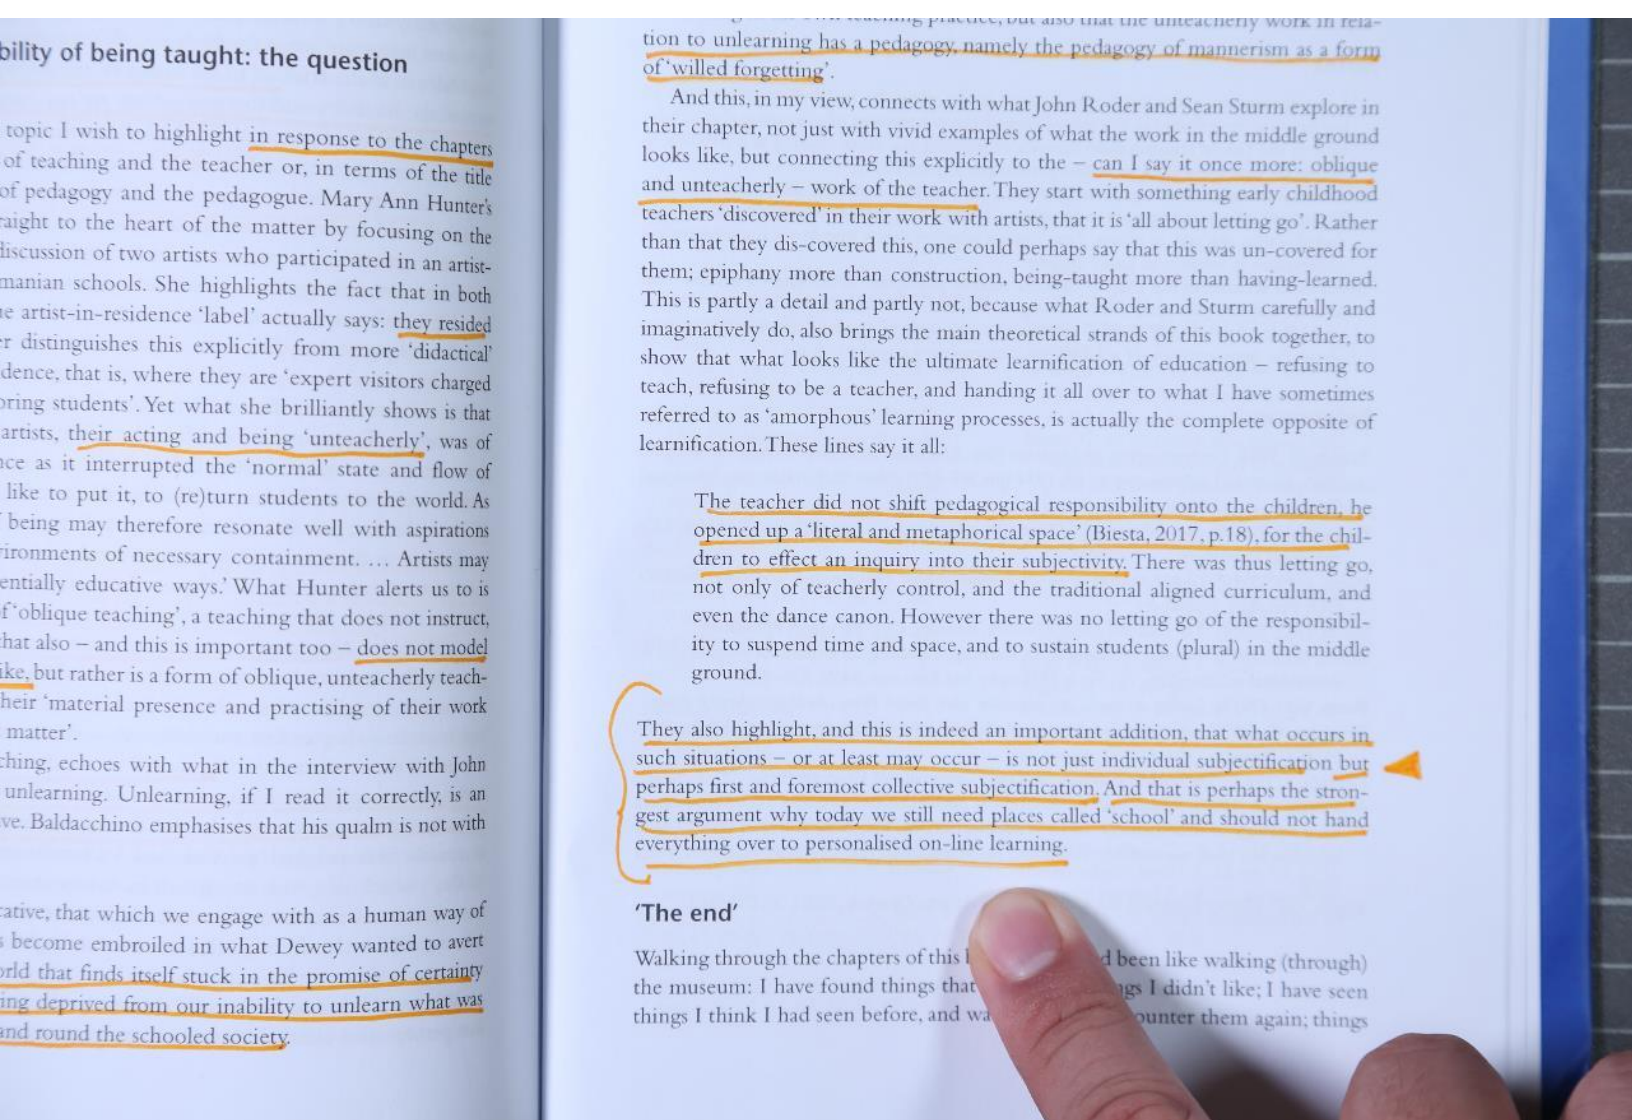 bility of being taught: the question
topic I wish to highlight in response to the chapters
of teaching and the teacher or, in terms of the title
of pedagogy and the pedagogue. Mary Ann Hunter's
raight to the heart of the matter by focusing on the
discussion of two artists who participated in an artist-
manian schools. She highlights the fact that in both
ne artist-in-residence 'label' actually says: they resided
er distinguishes this explicitly from more 'didactical'
dence, that is, where they are 'expert visitors charged
oring students'. Yet what she brilliantly shows is that
artists, their acting and being 'unteacherly', was of
nce as it interrupted the 'normal' state and flow of
like to put it, to (re)turn students to the world. As
being may therefore resonate well with aspirations
vironments of necessary containment. … Artists may
entially educative ways.' What Hunter alerts us to is
f 'oblique teaching', a teaching that does not instruct,
hat also – and this is important too – does not model
ike, but rather is a form of oblique, unteacherly teach-
heir 'material presence and practising of their work
matter'.
ching, echoes with what in the interview with John
unlearning. Unlearning, if I read it correctly, is an
ve. Baldacchino emphasises that his qualm is not with
ative, that which we engage with as a human way of
s become embroiled in what Dewey wanted to avert
orld that finds itself stuck in the promise of certainty
ing deprived from our inability to unlearn what was
and round the schooled society.
teaching practice, but also that the unteacherly work in rela-
tion to unlearning has a pedagogy, namely the pedagogy of mannerism as a form
of 'willed forgetting'.
And this, in my view, connects with what John Roder and Sean Sturm explore in
their chapter, not just with vivid examples of what the work in the middle ground
looks like, but connecting this explicitly to the – can I say it once more: oblique
and unteacherly – work of the teacher. They start with something early childhood
teachers 'discovered' in their work with artists, that it is 'all about letting go'. Rather
than that they dis-covered this, one could perhaps say that this was un-covered for
them; epiphany more than construction, being-taught more than having-learned.
This is partly a detail and partly not, because what Roder and Sturm carefully and
imaginatively do, also brings the main theoretical strands of this book together, to
show that what looks like the ultimate learnification of education – refusing to
teach, refusing to be a teacher, and handing it all over to what I have sometimes
referred to as 'amorphous' learning processes, is actually the complete opposite of
learnification. These lines say it all:
The teacher did not shift pedagogical responsibility onto the children, he
opened up a 'literal and metaphorical space' (Biesta, 2017, p.18), for the chil-
dren to effect an inquiry into their subjectivity. There was thus letting go,
not only of teacherly control, and the traditional aligned curriculum, and
even the dance canon. However there was no letting go of the responsibil-
ity to suspend time and space, and to sustain students (plural) in the middle
ground.
They also highlight, and this is indeed an important addition, that what occurs in
such situations – or at least may occur – is not just individual subjectification but
perhaps first and foremost collective subjectification. And that is perhaps the stron-
gest argument why today we still need places called 'school' and should not hand
everything over to personalised on-line learning.
'The end'
Walking through the chapters of this d been like walking (through)
the museum: I have found things that gs I didn't like; I have seen
things I think I had seen before, and wa ounter them again; things